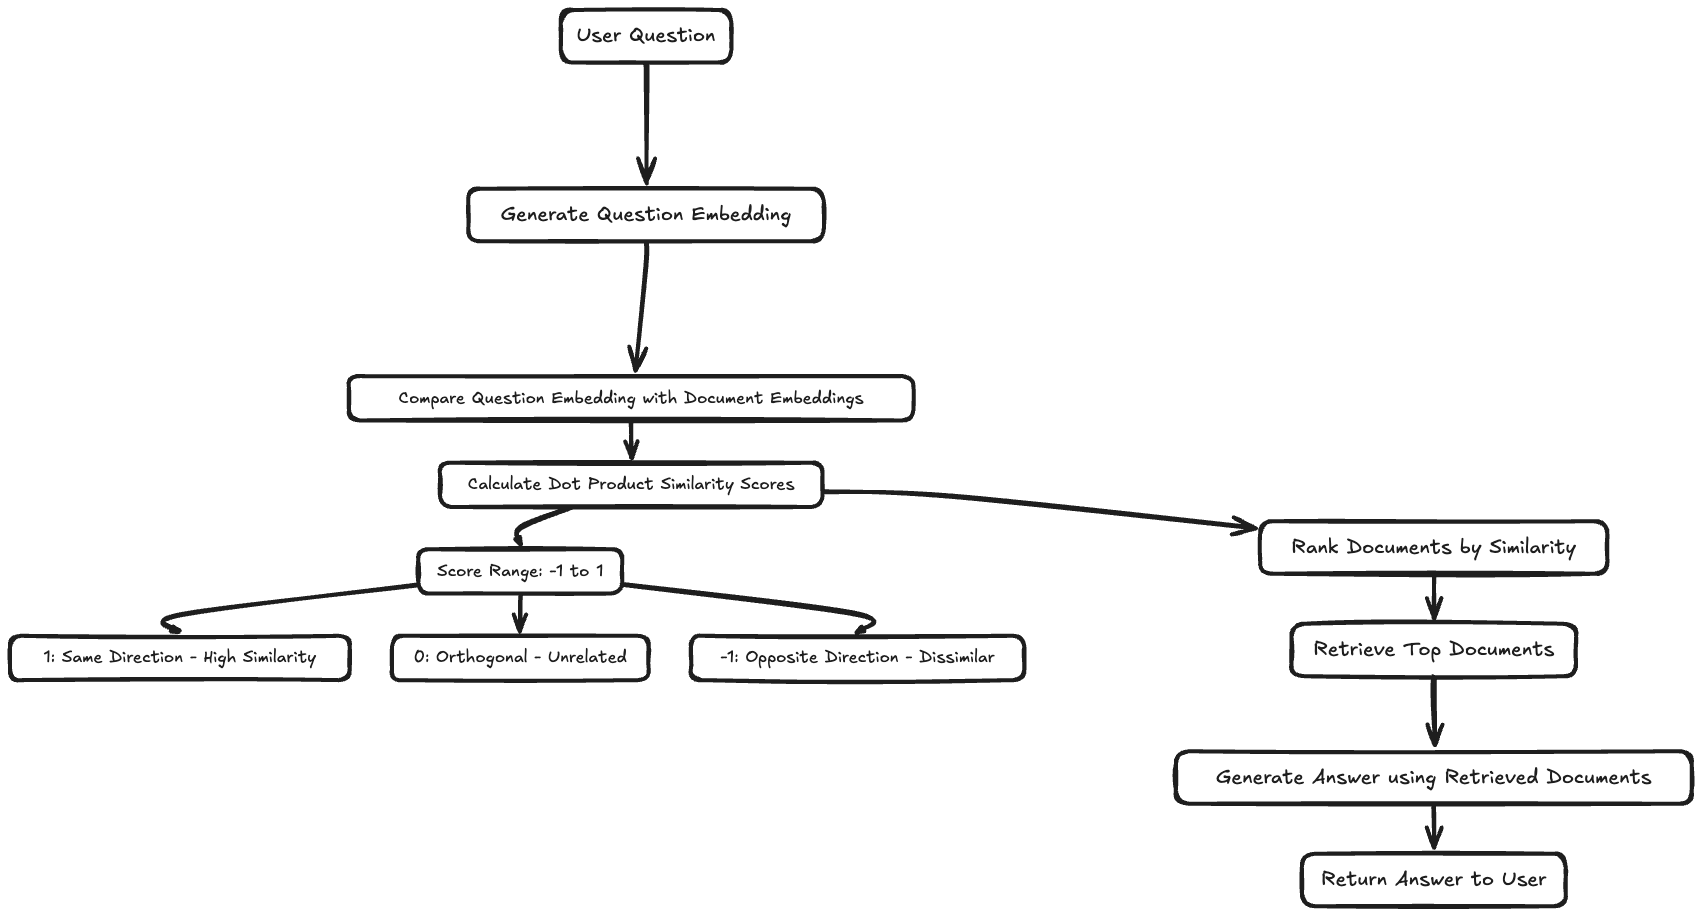 User Question
Generate Question Embedding
Compare Question Embedding with Document Embeddings
Calculate Dot Product Similarity Scores
Score Range: -1 to 1
1: Same Direction - High Similarity
0: Orthogonal - Unrelated
-1: Opposite Direction - Dissimilar
Rank Documents by Similarity
Retrieve Top Documents
Generate Answer using Retrieved Documents
Return Answer to User